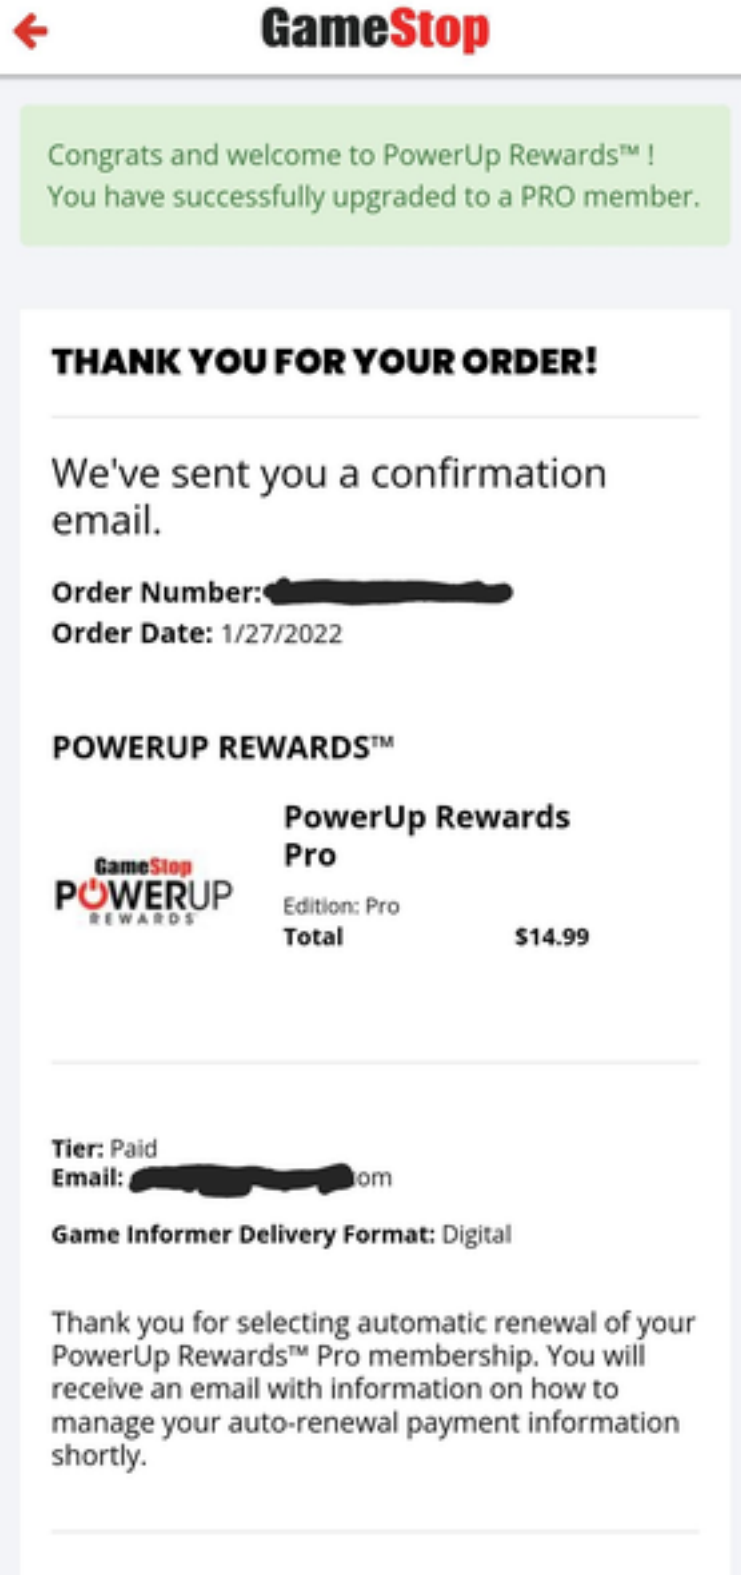 GameStop
Congrats and welcome to PowerUp Rewards™ !
You have successfully upgraded to a PRO member.
THANK YOU FOR YOUR ORDER!
We've sent you a confirmation
email.
Order Number:
Order Date: 1/27/2022
POWERUP REWARDS™
GameStop
POWERUP
REWARDS
PowerUp Rewards
Pro
Edition: Pro
Total $14.99
Tier: Paid
Email: om
Game Informer Delivery Format: Digital
Thank you for selecting automatic renewal of your
PowerUp Rewards™ Pro membership. You will
receive an email with information on how to
manage your auto-renewal payment information
shortly.